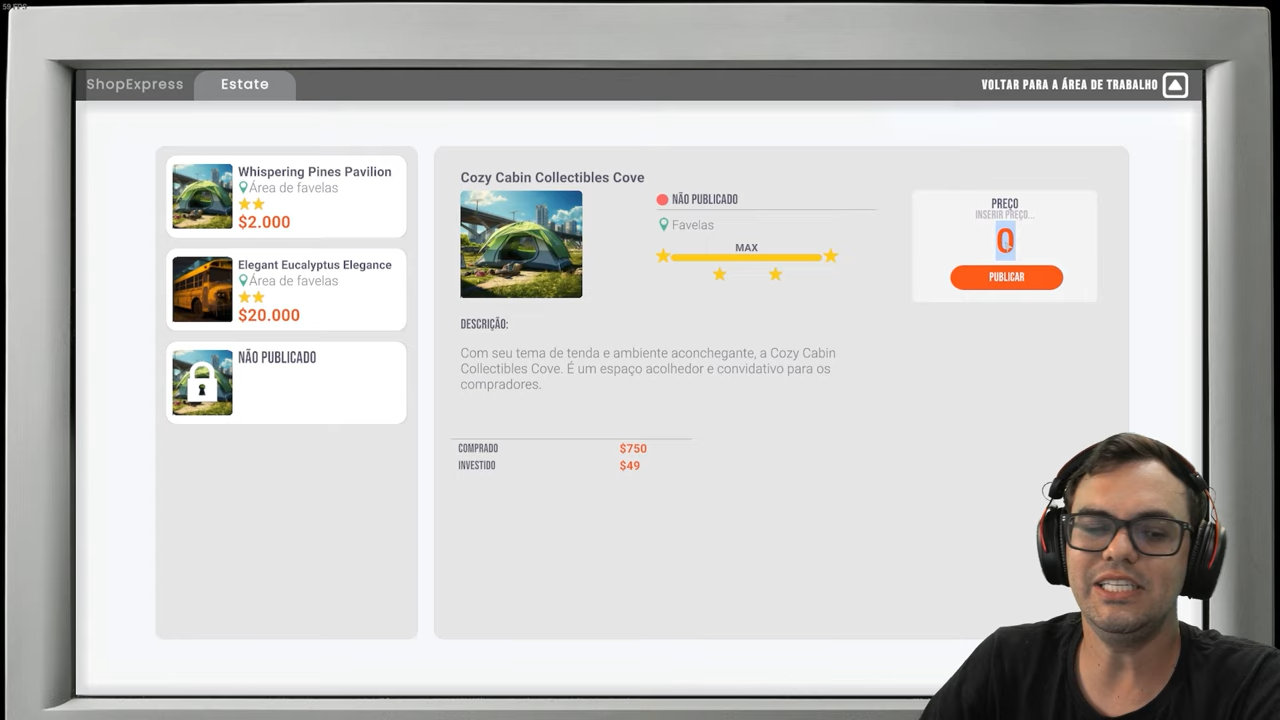 59 FPS
ShopExpress
Estate
VOLTAR PARA A ÁREA DE TRABALHO
Whispering Pines Pavilion
Área de favelas
$2.000
Elegant Eucalyptus Elegance
Área de favelas
$20.000
NÃO PUBLICADO
Cozy Cabin Collectibles Cove
NÃO PUBLICADO
Favelas
MAX
PREÇO
INSERIR PREÇO...
0
PUBLICAR
DESCRIÇÃO:
Com seu tema de tenda e ambiente aconchegante, a Cozy Cabin
Collectibles Cove. É um espaço acolhedor e convidativo para os
compradores.
COMPRADO $750
INVESTIDO $49